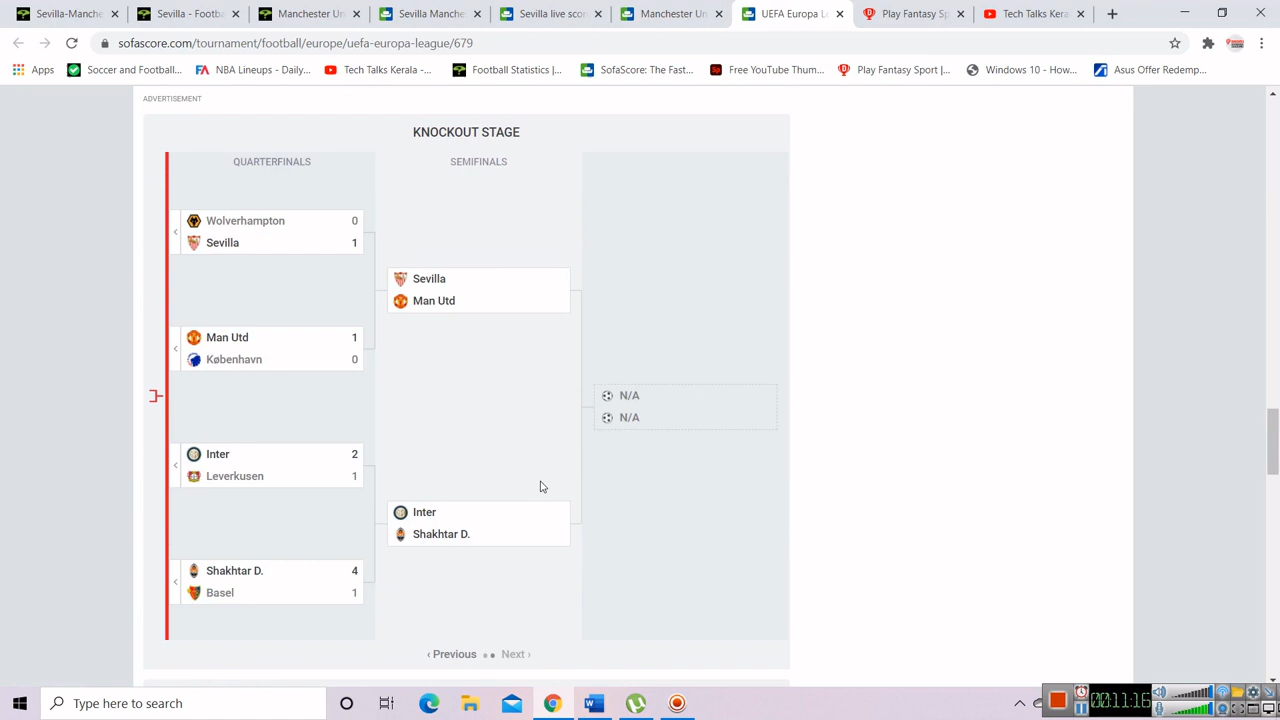 Sevilla-Manche
Sevilla - Footb
Manchester Un
Sevilla Manche
Sevilla live sco
Manchester Un
UEFA Europa L
Play Fantasy Sp
Tech Talks Kera
sofascore.com/tournament/football/europe/uefa-europa-league/679
Apps
Soccer and Football...
NBA Lineups - Daily...
Tech Talks Kerala -...
Football Statistics |...
SofaScore: The Fast...
Free YouTube Thum...
Play Fantasy Sport |...
Windows 10 - How...
Asus Offer Redemp...
ADVERTISEMENT
KNOCKOUT STAGE
QUARTERFINALS
SEMIFINALS
Wolverhampton 0
Sevilla 1
Sevilla
Man Utd
Man Utd 1
København 0
N/A
N/A
Inter 2
Leverkusen 1
Inter
Shakhtar D.
Shakhtar D. 4
Basel 1
‹ Previous
Next ›
Type here to search
00:11:16